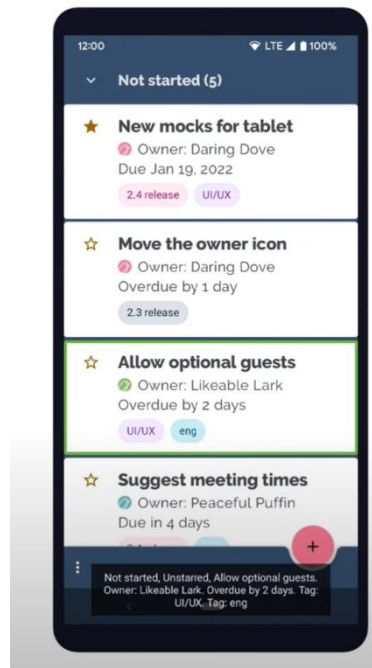 12:00
LTE 100%
Not started (5)
New mocks for tablet
Owner: Daring Dove
Due Jan 19, 2022
2.4 release UI/UX
Move the owner icon
Owner: Daring Dove
Overdue by 1 day
2.3 release
Allow optional guests
Owner: Likeable Lark
Overdue by 2 days
UI/UX eng
Suggest meeting times
Owner: Peaceful Puffin
Due in 4 days
+
Not started, Unstarred, Allow optional guests.
Owner: Likeable Lark. Overdue by 2 days. Tag:
UI/UX. Tag: eng